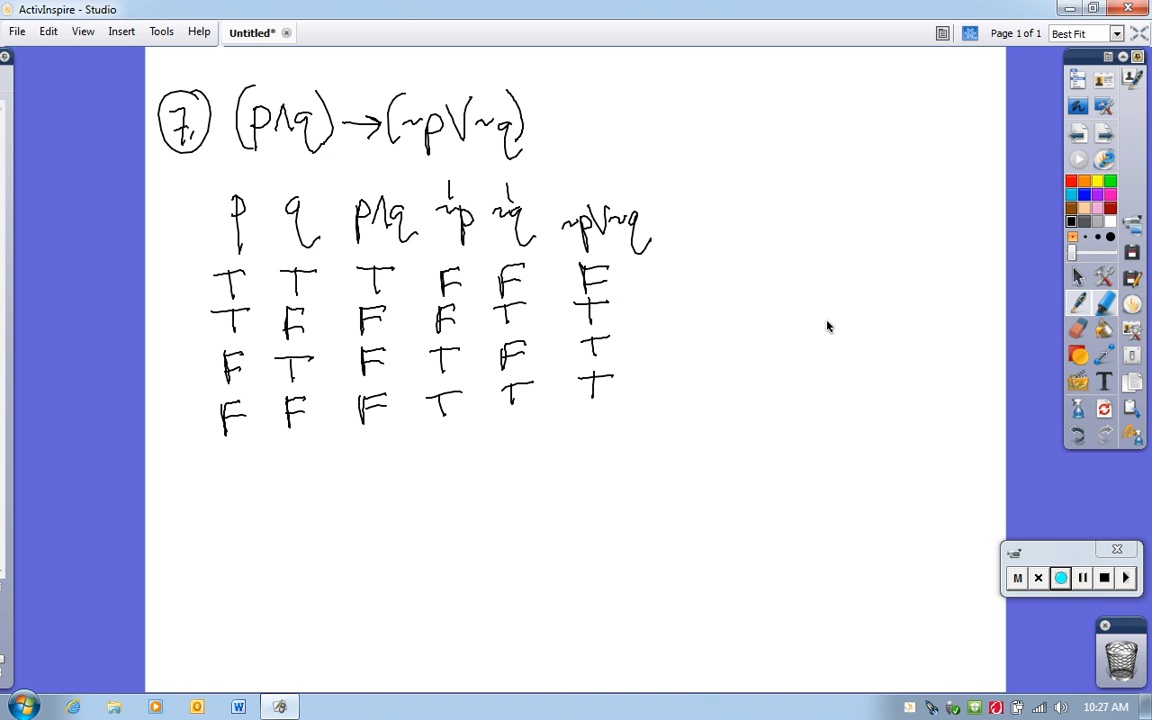 ActivInspire - Studio
File Edit View Insert Tools Help Untitled* Page 1 of 1 Best Fit
7. (p∧q)→(~p∨~q)
p q p∧q ~p ~q ~p∨~q
T T T F F F
T F F F T T
F T F T F T
F F F T T T
M
T
10:27 AM